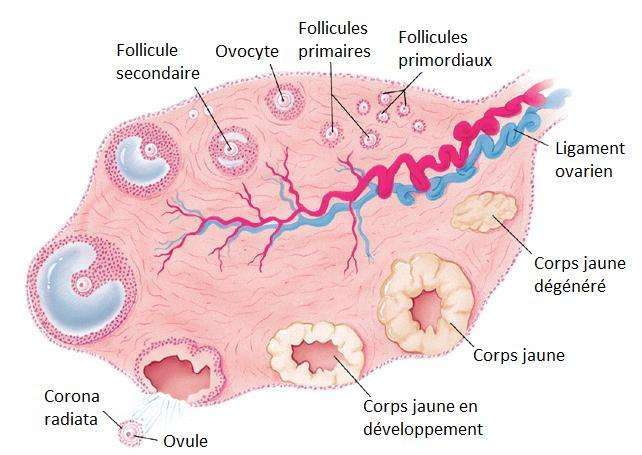 Follicule
secondaire
Ovocyte
Follicules
primaires
Follicules
primordiaux
Ligament
ovarien
Corps jaune
dégénéré
Corps jaune
Corps jaune en
développement
Corona
radiata
Ovule